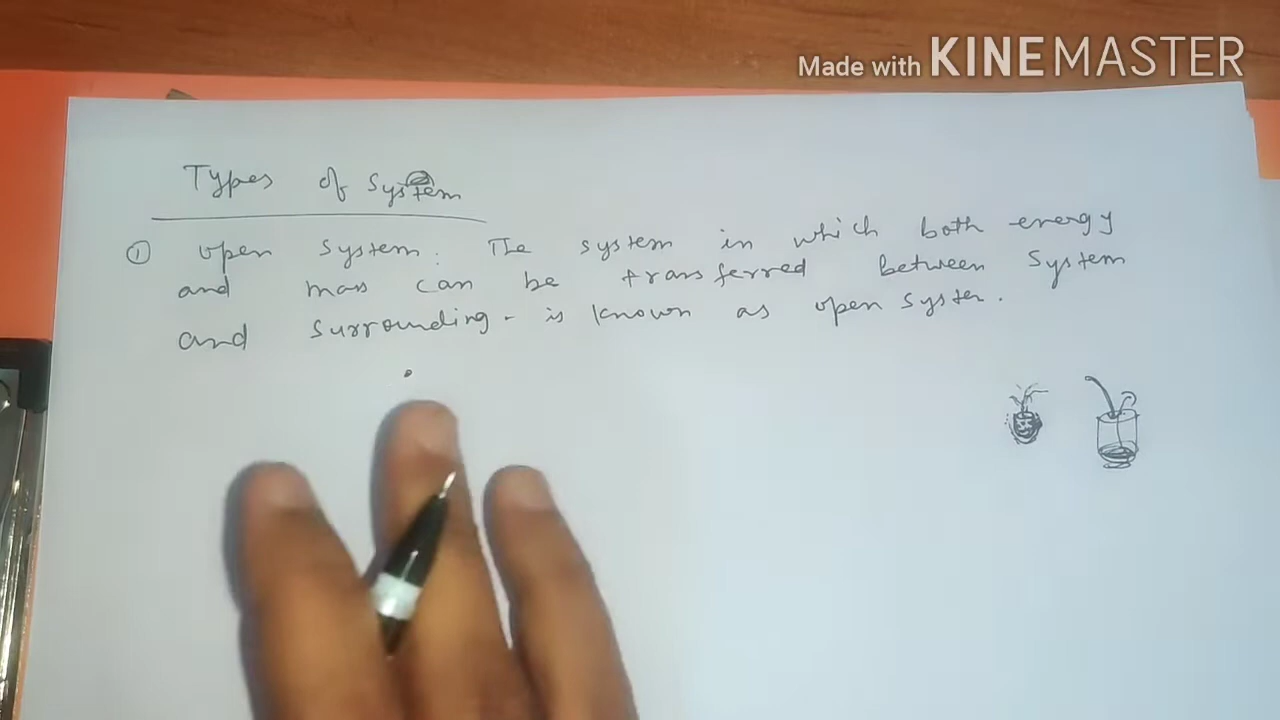 Made with KINEMASTER
Types of System
① open system: The system in which both energy
and mass can be transferred between System
and surrounding - is known as open syster.